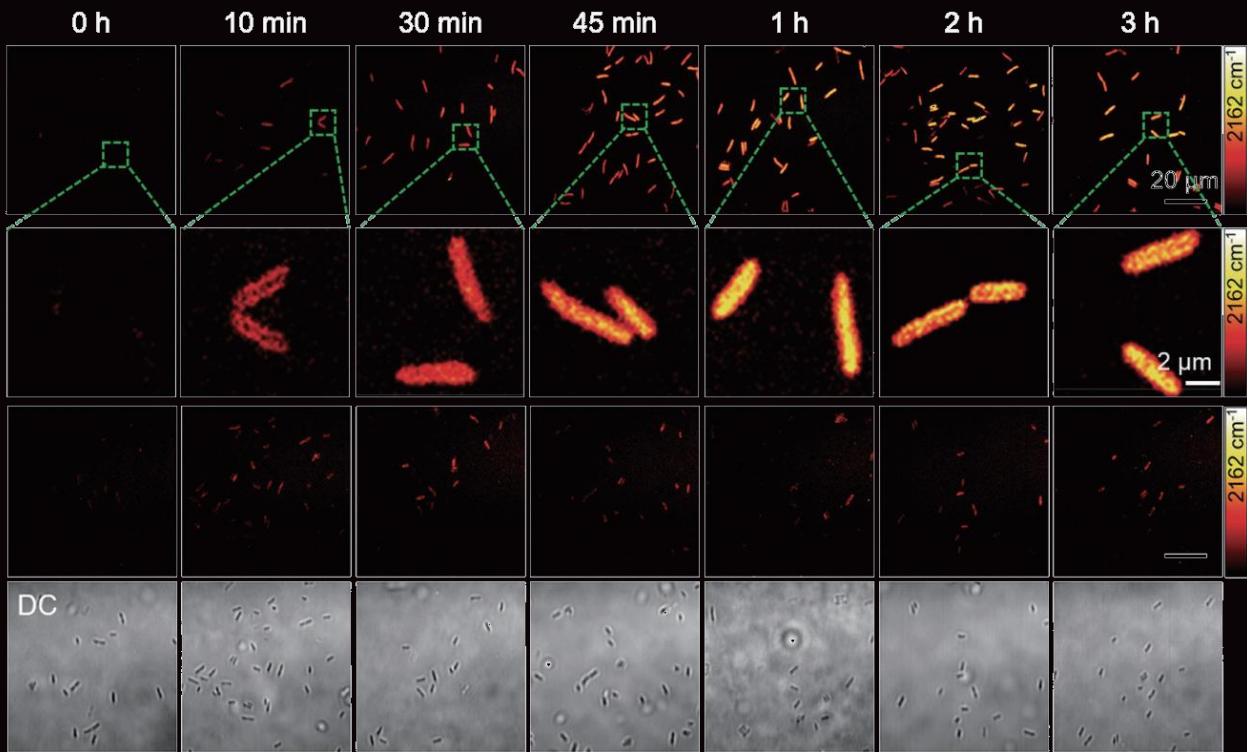 0 h 10 min 30 min 45 min 1 h 2 h 3 h
2162 cm⁻¹
20 μm
2162 cm⁻¹
2 μm
2162 cm⁻¹
DC